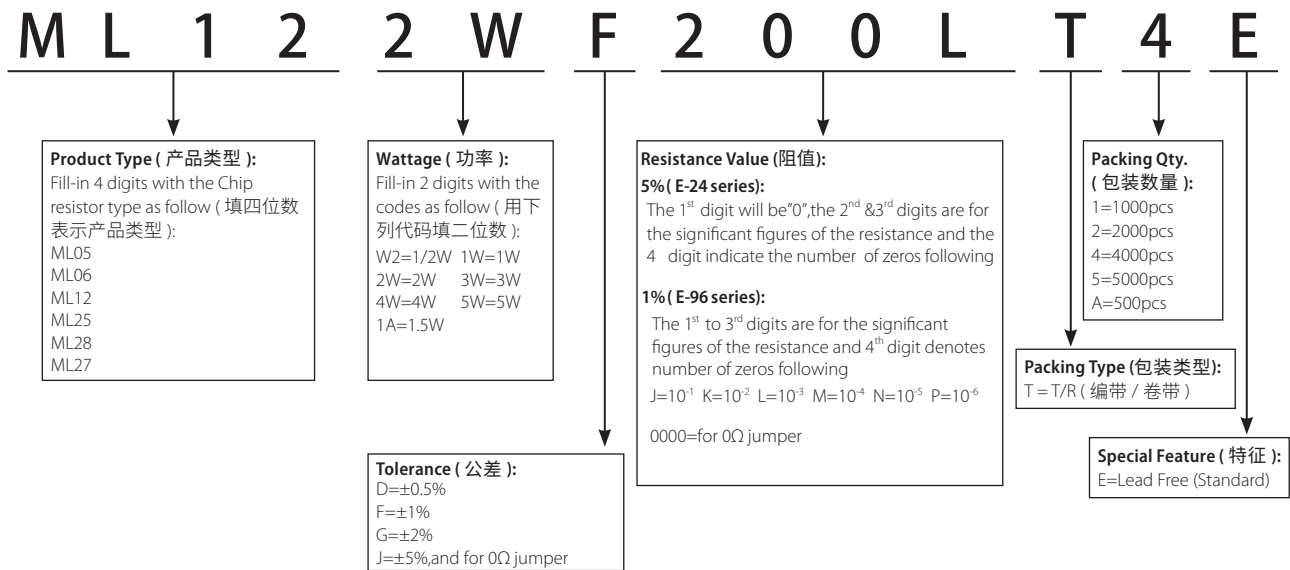 M L 1 2 2 W F 2 0 0 L T 4 E
Product Type ( 产品类型 ):
Fill-in 4 digits with the Chip
resistor type as follow ( 填四位数
表示产品类型 ):
ML05
ML06
ML12
ML25
ML28
ML27
Wattage ( 功率 ):
Fill-in 2 digits with the
codes as follow ( 用下
列代码填二位数 ):
W2=1/2W 1W=1W
2W=2W 3W=3W
4W=4W 5W=5W
1A=1.5W
Tolerance ( 公差 ):
D=±0.5%
F=±1%
G=±2%
J=±5%,and for 0Ω jumper
Resistance Value (阻值):
5%( E-24 series):
The 1st digit will be"0",the 2nd &3rd digits are for
the significant figures of the resistance and the
4 digit indicate the number of zeros following
1%( E-96 series):
The 1st to 3rd digits are for the significant
figures of the resistance and 4th digit denotes
number of zeros following
J=10-1 K=10-2 L=10-3 M=10-4 N=10-5 P=10-6
0000=for 0Ω jumper
Packing Qty.
( 包装数量 ):
1=1000pcs
2=2000pcs
4=4000pcs
5=5000pcs
A=500pcs
Packing Type (包装类型):
T = T/R ( 编带 / 卷带 )
Special Feature ( 特征 ):
E=Lead Free (Standard)